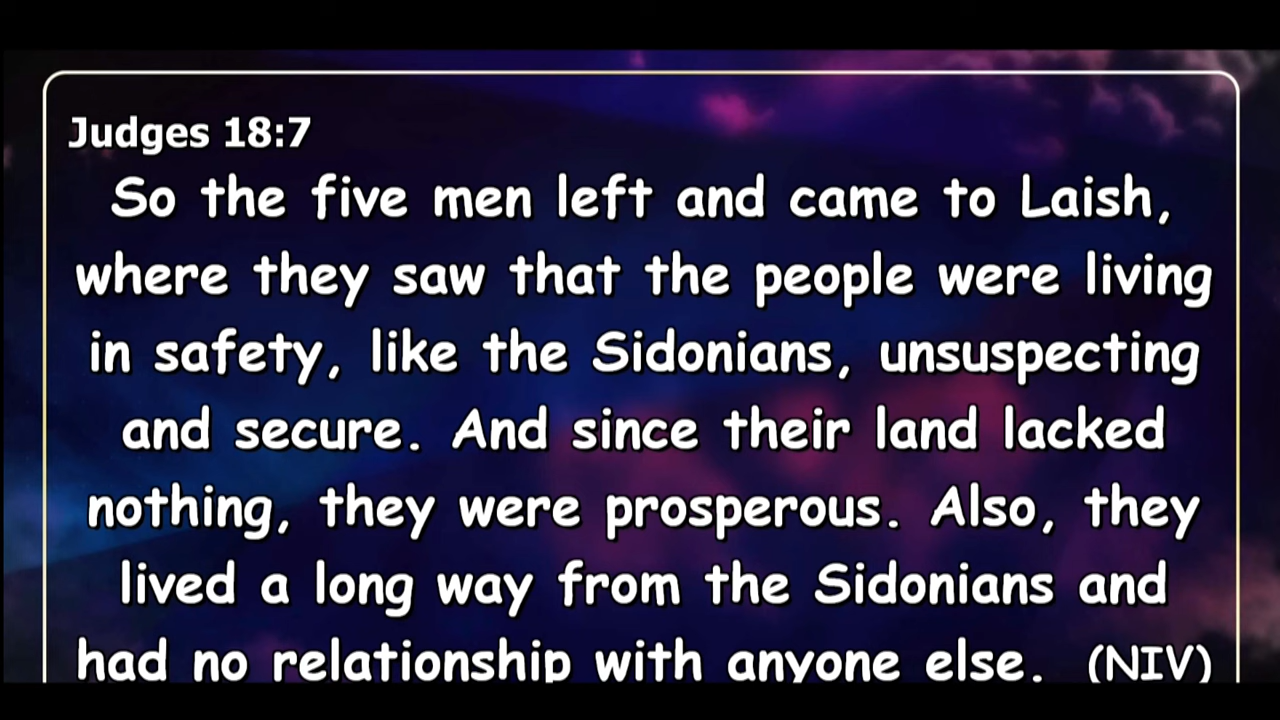 Judges 18:7
So the five men left and came to Laish,
where they saw that the people were living
in safety, like the Sidonians, unsuspecting
and secure. And since their land lacked
nothing, they were prosperous. Also, they
lived a long way from the Sidonians and
had no relationship with anyone else. (NIV)